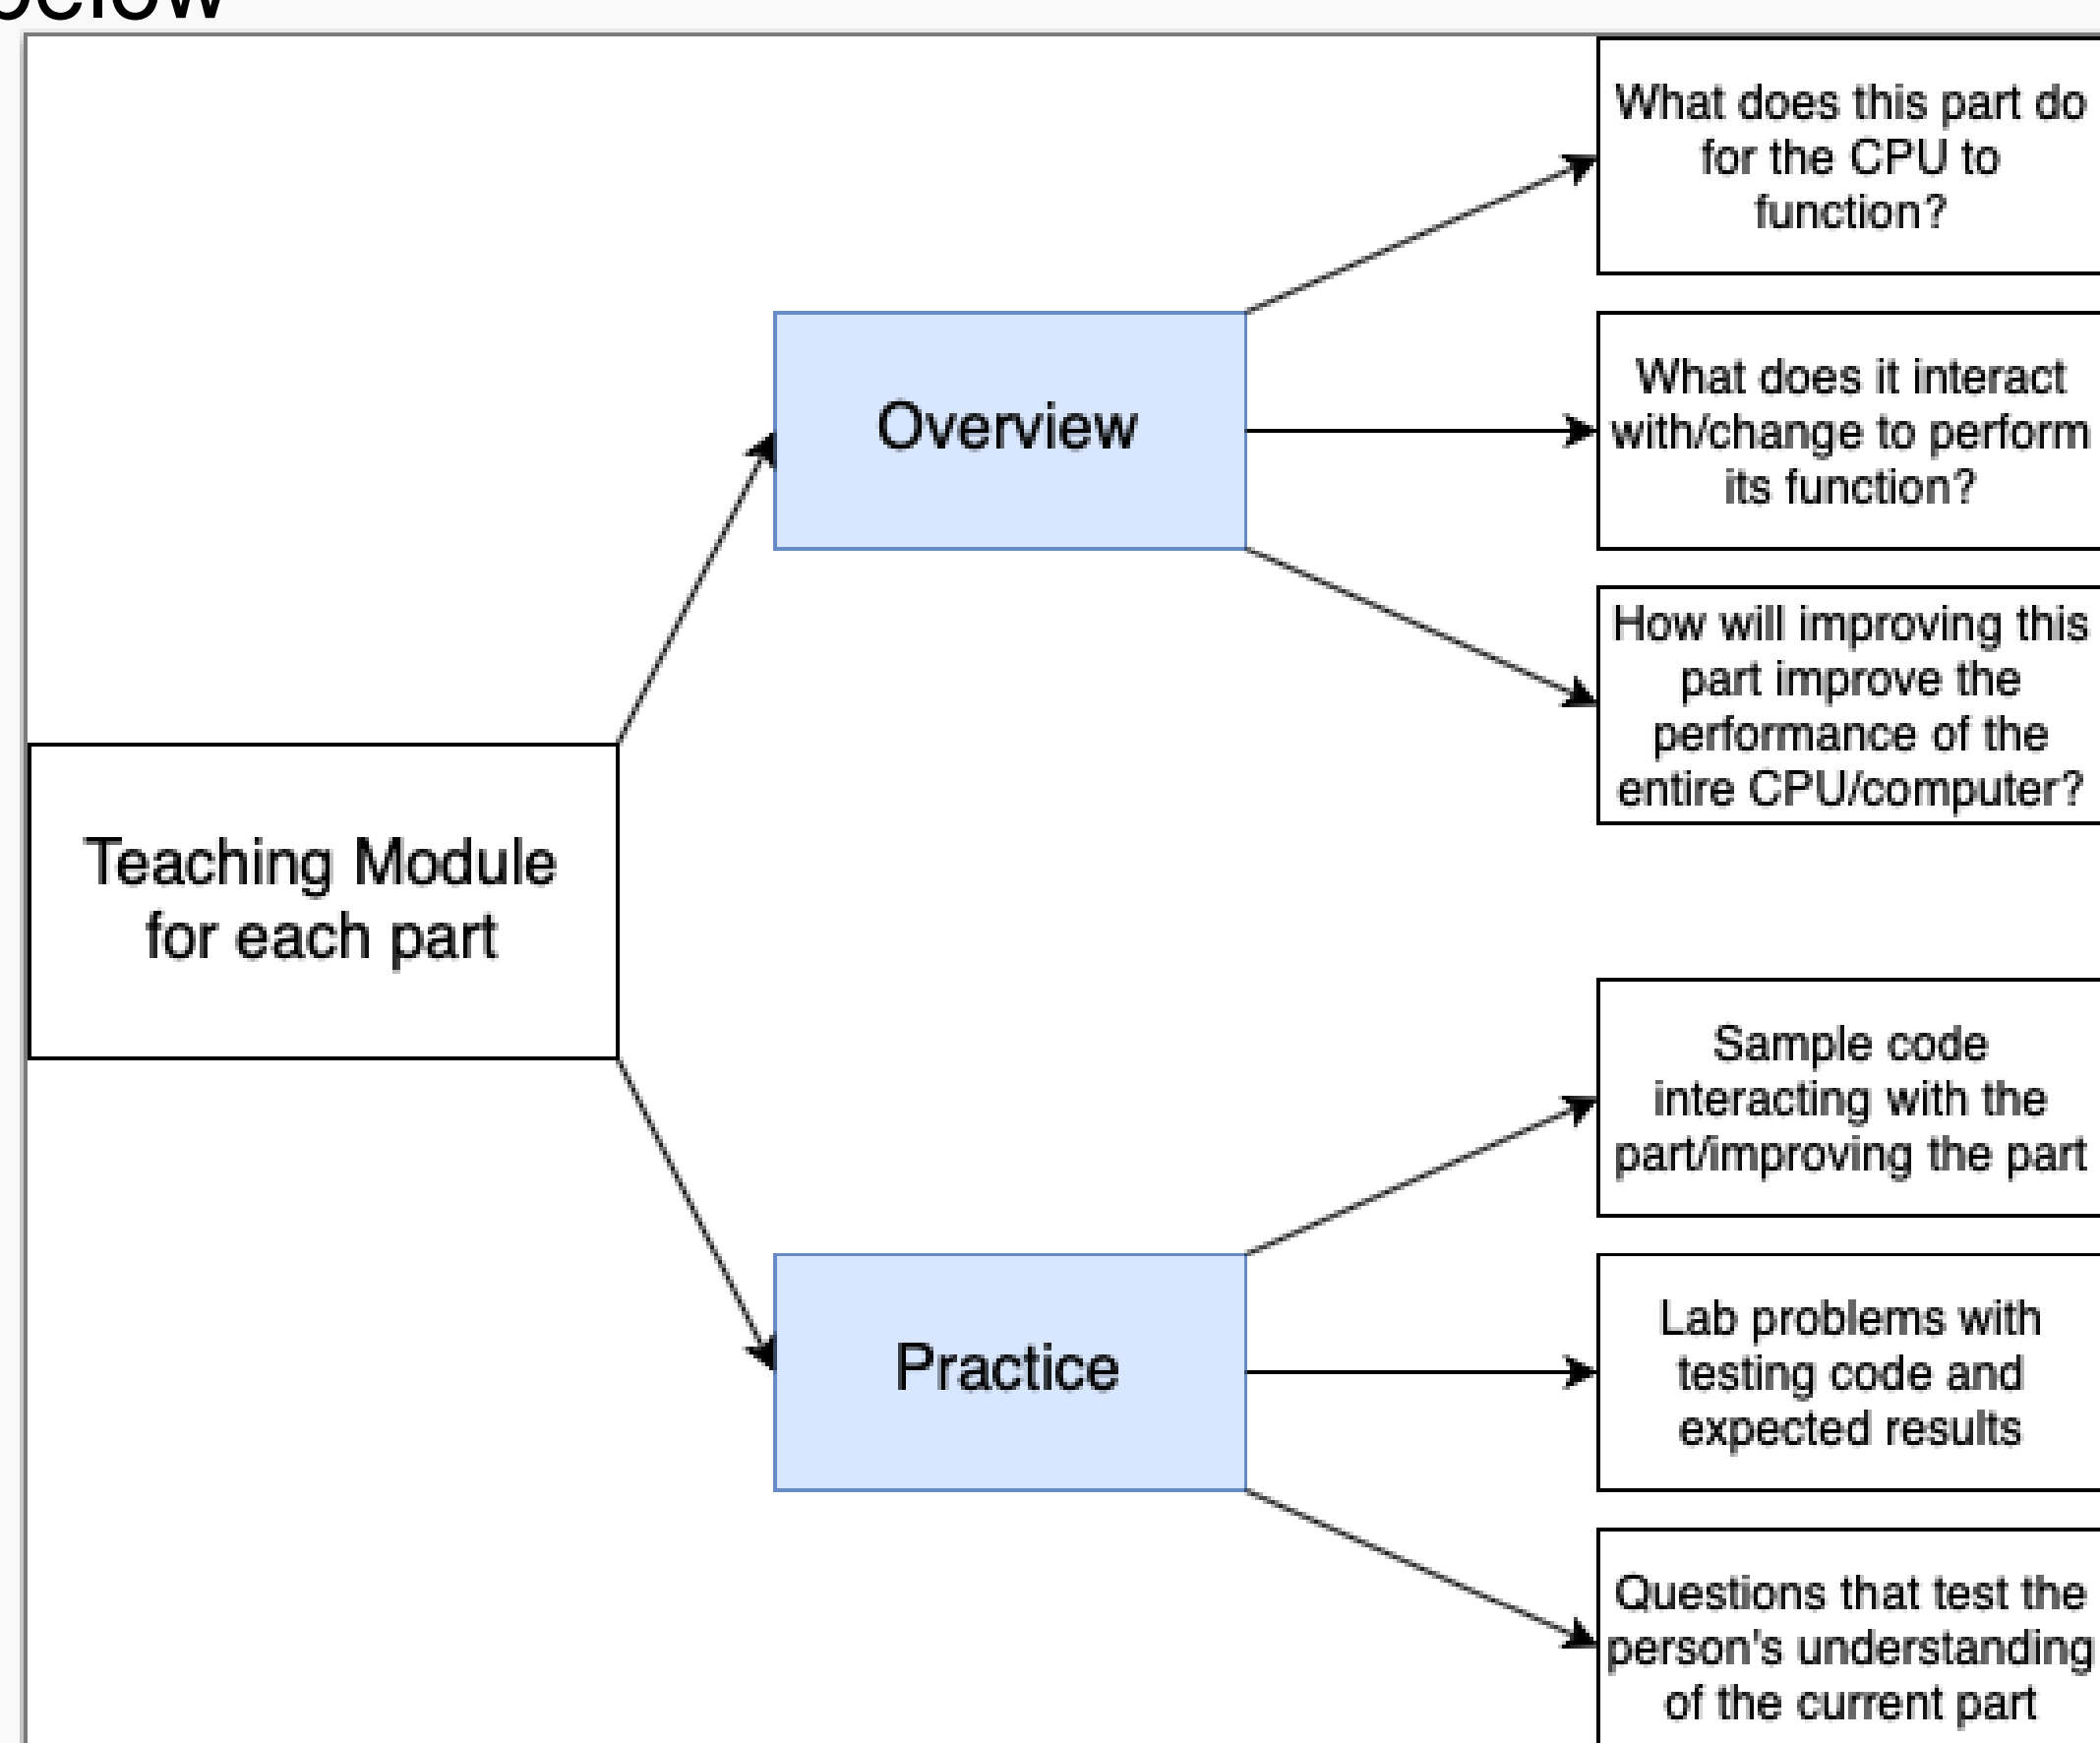 below
What does this part do
for the CPU to
function?
Overview
What does it interact
with/change to perform
its function?
How will improving this
part improve the
performance of the
entire CPU/computer?
Teaching Module
for each part
Sample code
interacting with the
part/improving the part
Practice
Lab problems with
testing code and
expected results
Questions that test the
person's understanding
of the current part